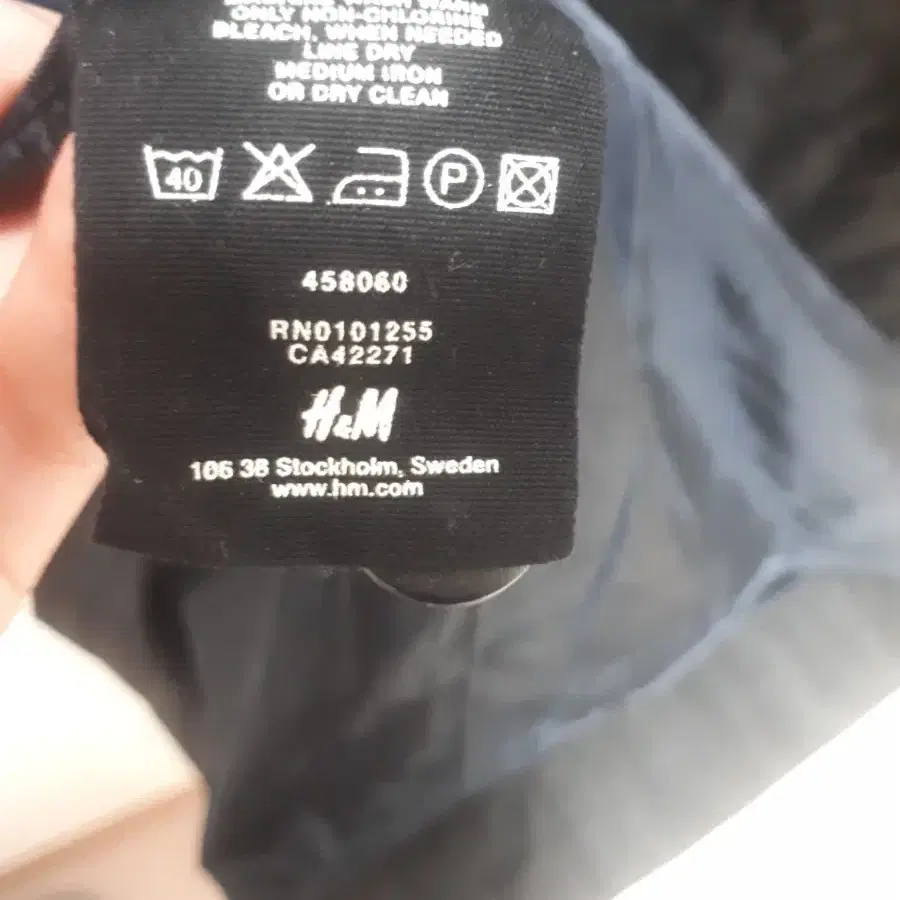 ONLY NON-CHLORINE
BLEACH, WHEN NEEDED
LINE DRY
MEDIUM IRON
OR DRY CLEAN
40 P
458060
RN0101255
CA42271
H&M
106 38 Stockholm, Sweden
www.hm.com